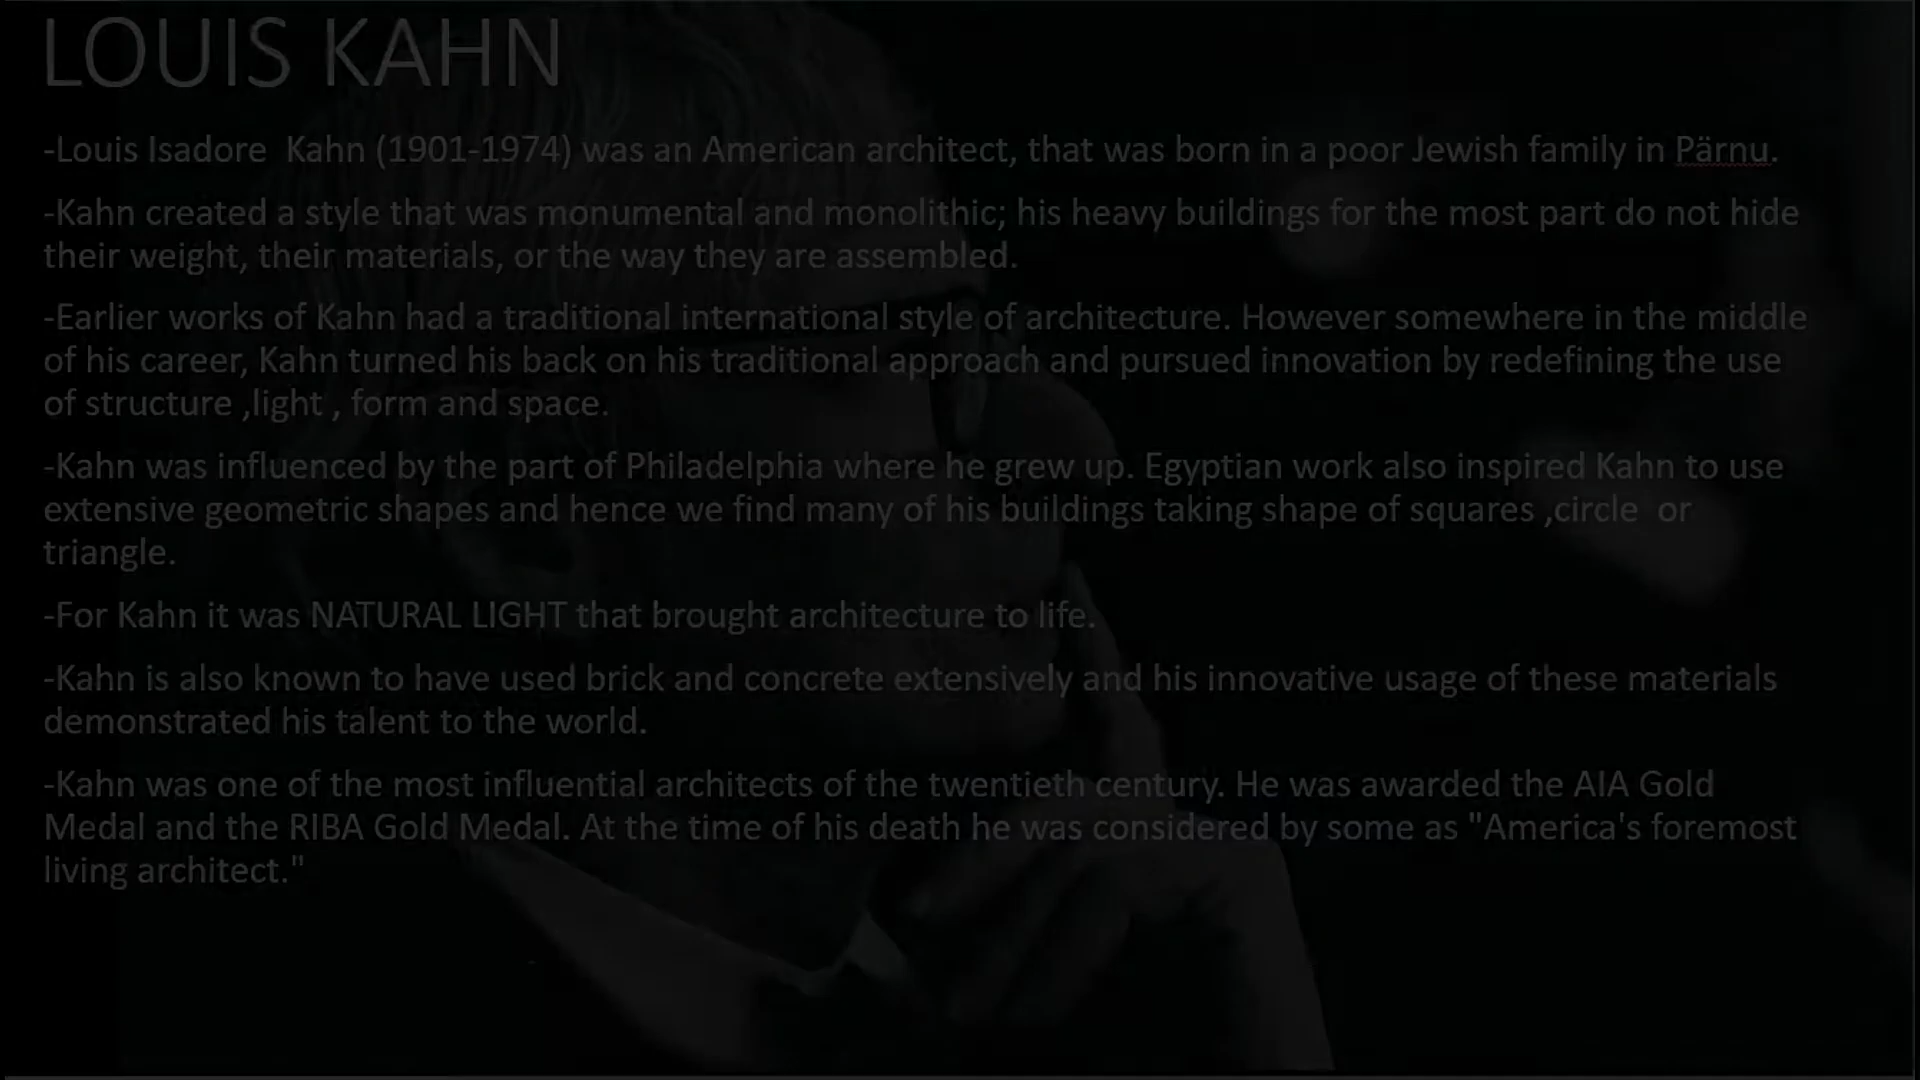 LOUIS KAHN
-Louis Isadore  Kahn (1901-1974) was an American architect, that was born in a poor Jewish family in Pärnu.
-Kahn created a style that was monumental and monolithic; his heavy buildings for the most part do not hide
their weight, their materials, or the way they are assembled.
-Earlier works of Kahn had a traditional international style of architecture. However somewhere in the middle
of his career, Kahn turned his back on his traditional approach and pursued innovation by redefining the use
of structure ,light , form and space.
-Kahn was influenced by the part of Philadelphia where he grew up. Egyptian work also inspired Kahn to use
extensive geometric shapes and hence we find many of his buildings taking shape of squares ,circle  or
triangle.
-For Kahn it was NATURAL LIGHT that brought architecture to life.
-Kahn is also known to have used brick and concrete extensively and his innovative usage of these materials
demonstrated his talent to the world.
-Kahn was one of the most influential architects of the twentieth century. He was awarded the AIA Gold
Medal and the RIBA Gold Medal. At the time of his death he was considered by some as "America's foremost
living architect."